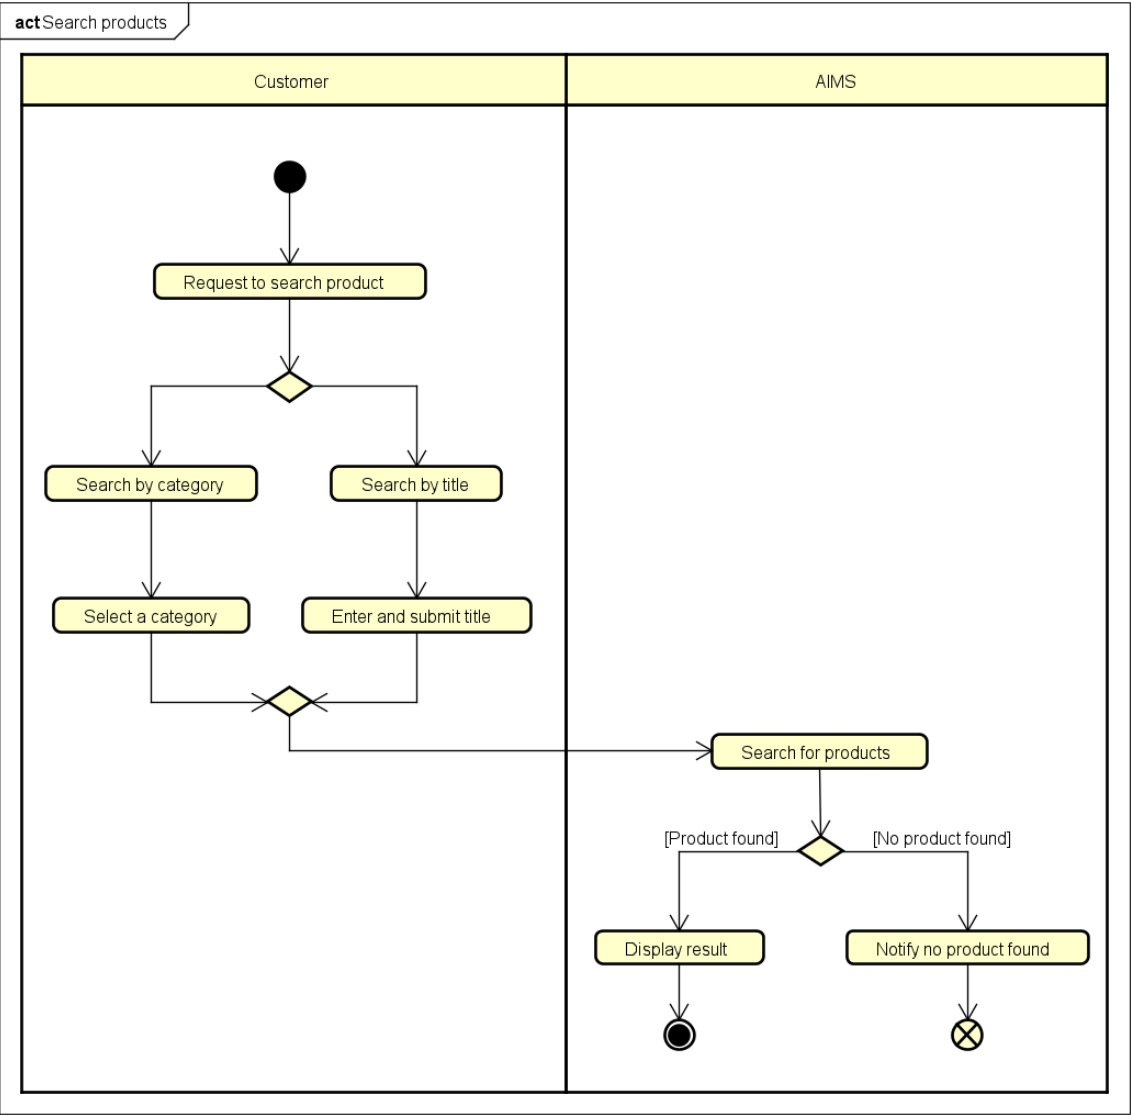 act Search products
Customer
AIMS
Request to search product
Search by category
Search by title
Select a category
Enter and submit title
Search for products
[Product found]
[No product found]
Display result
Notify no product found